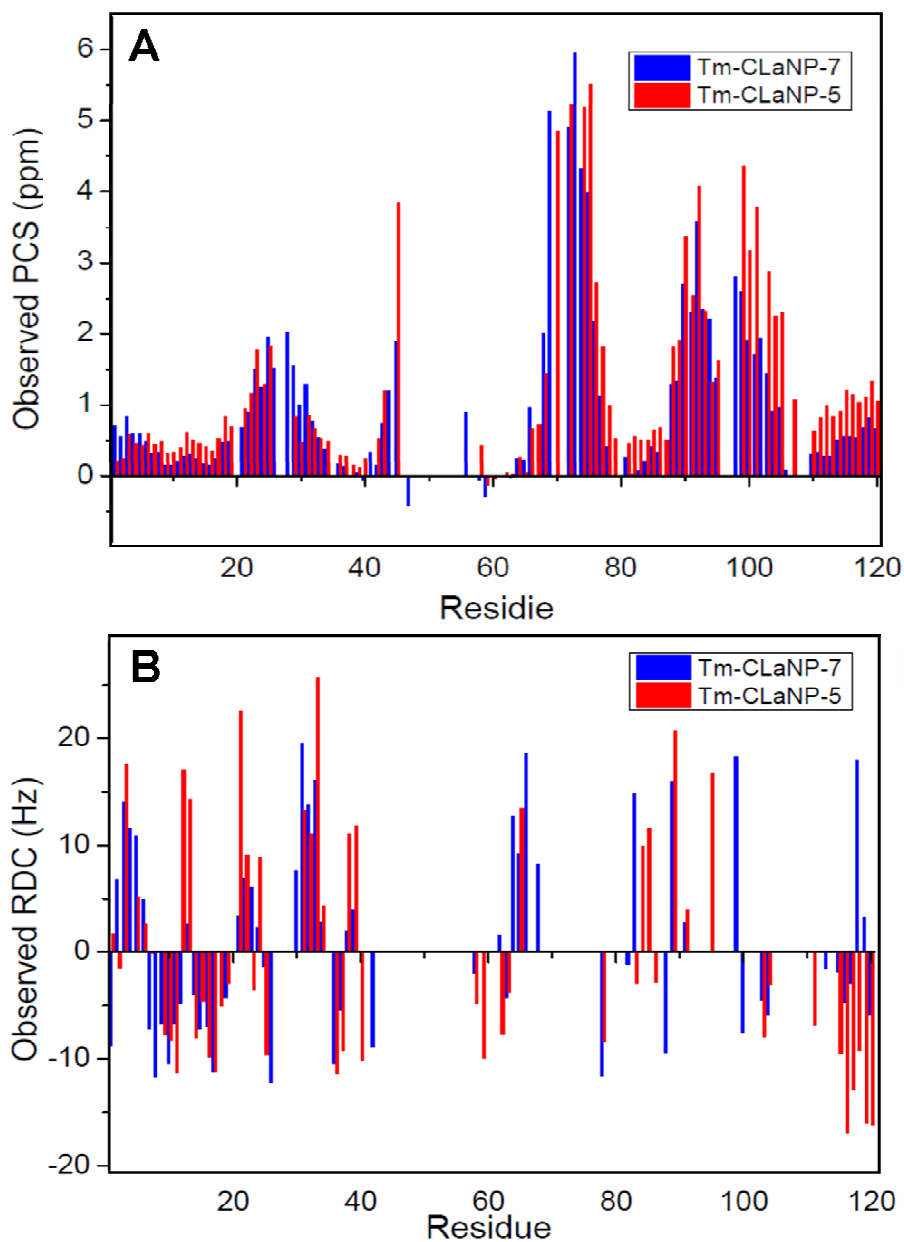 A
Tm-CLaNP-7
Tm-CLaNP-5
Observed PCS (ppm)
6
5
4
3
2
1
0
20 40 60 80 100 120
Residie
B
Tm-CLaNP-7
Tm-CLaNP-5
Observed RDC (Hz)
20
10
0
-10
-20
20 40 60 80 100 120
Residue